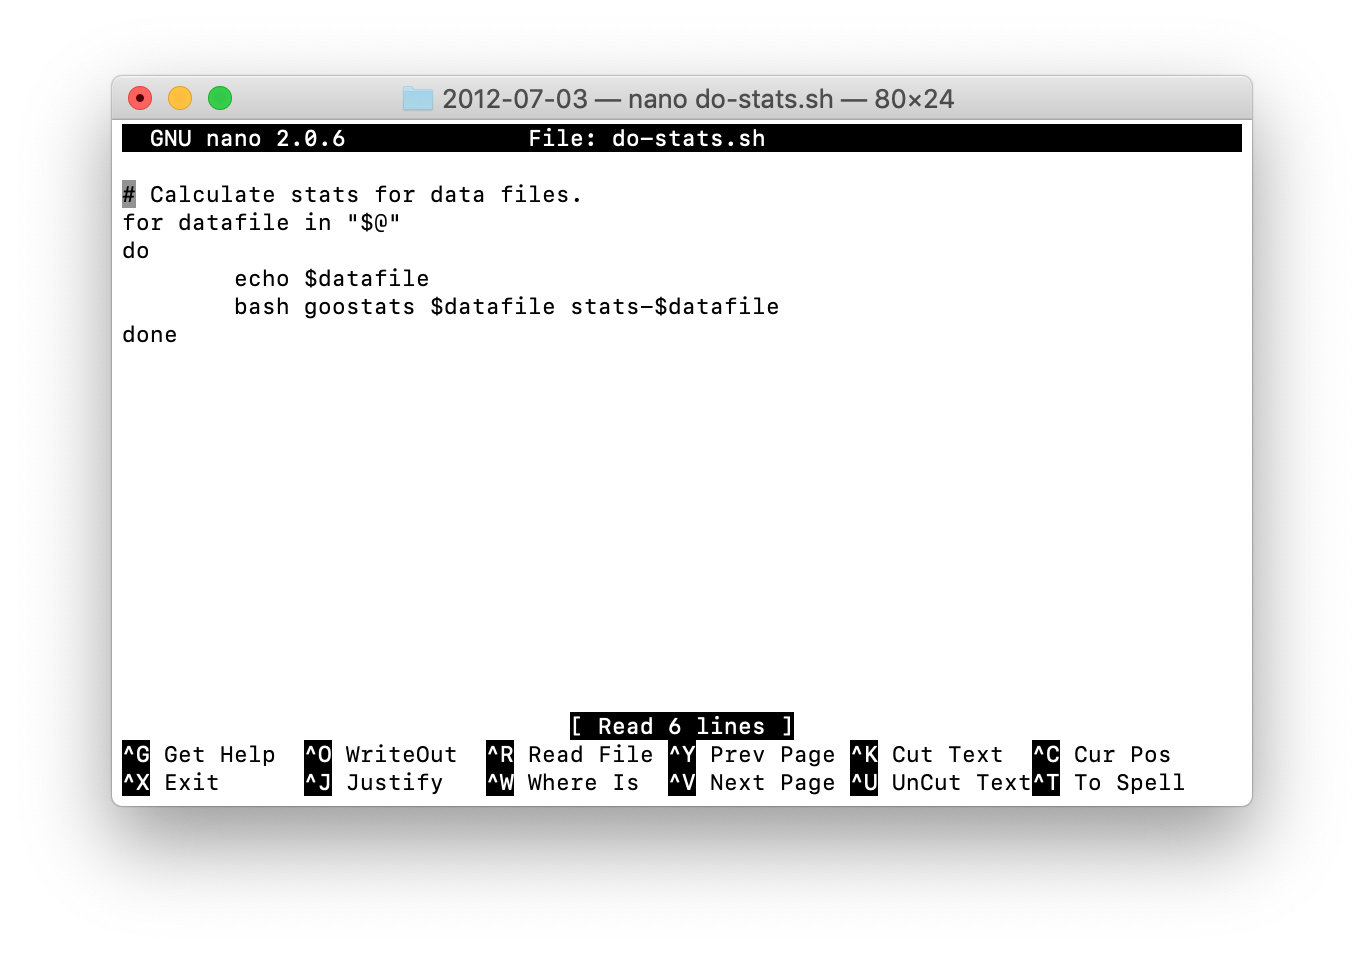 2012-07-03 — nano do-stats.sh — 80×24
GNU nano 2.0.6 File: do-stats.sh
# Calculate stats for data files.
for datafile in "$@"
do
        echo $datafile
        bash goostats $datafile stats-$datafile
done
[ Read 6 lines ]
^G Get Help ^O WriteOut ^R Read File ^Y Prev Page ^K Cut Text ^C Cur Pos
^X Exit ^J Justify ^W Where Is ^V Next Page ^U UnCut Text ^T To Spell